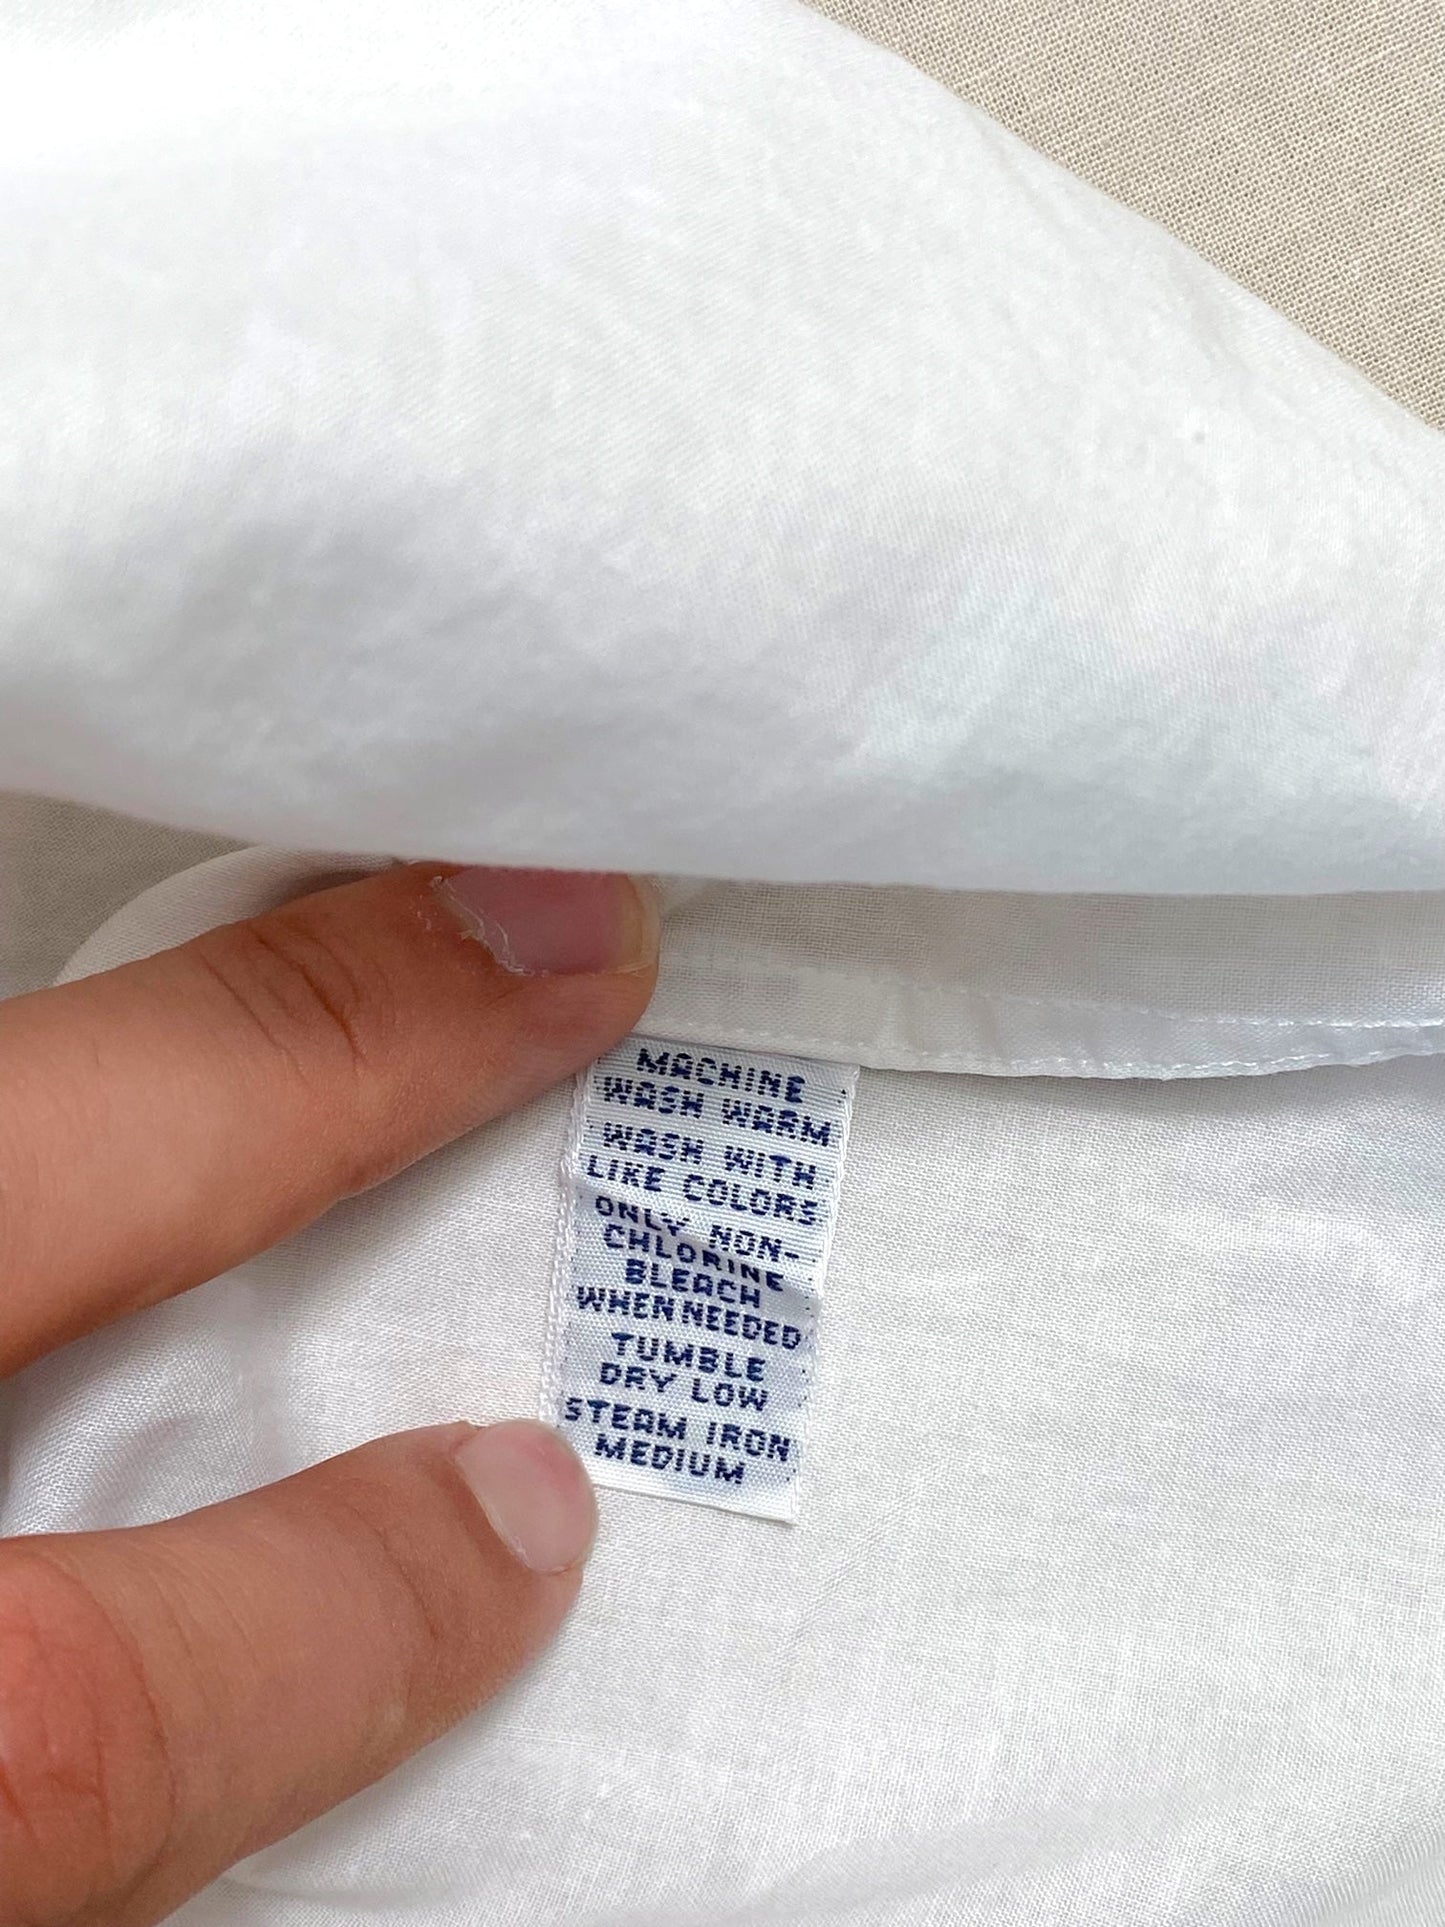 MACHINE
WASH WARM
WASH WITH
LIKE COLORS
ONLY NON-
CHLORINE
BLEACH
WHEN NEEDED
TUMBLE
DRY LOW
STEAM IRON
MEDIUM